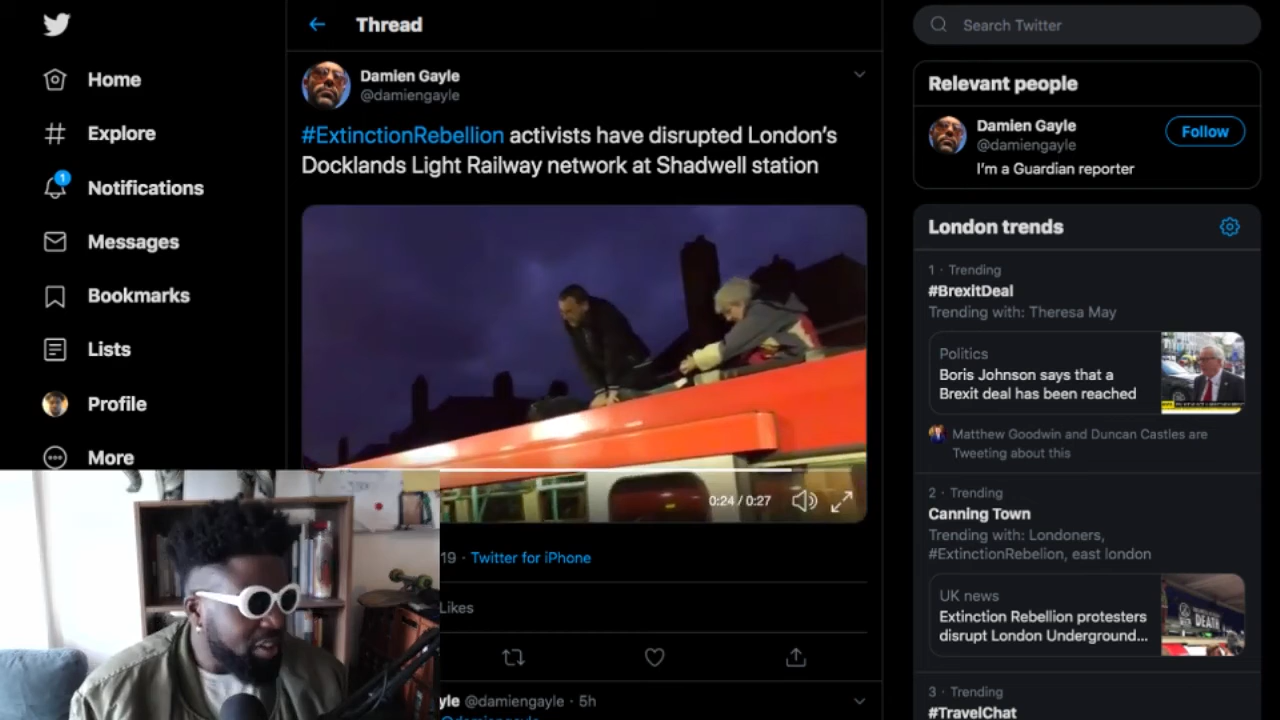 Home
Explore
1
Notifications
Messages
Bookmarks
Lists
Profile
More
Thread
Damien Gayle
@damiengayle
#ExtinctionRebellion activists have disrupted London's
Docklands Light Railway network at Shadwell station
0:24 / 0:27
19 · Twitter for iPhone
Likes
yle @damiengayle · 5h
@damiengayle
Search Twitter
Relevant people
Damien Gayle
@damiengayle
Follow
I'm a Guardian reporter
London trends
1 · Trending
#BrexitDeal
Trending with: Theresa May
Politics
Boris Johnson says that a
Brexit deal has been reached
Matthew Goodwin and Duncan Castles are
Tweeting about this
2 · Trending
Canning Town
Trending with: Londoners,
#ExtinctionRebelion, east london
UK news
Extinction Rebellion protesters
disrupt London Underground...
DEATH
3 · Trending
#TravelChat